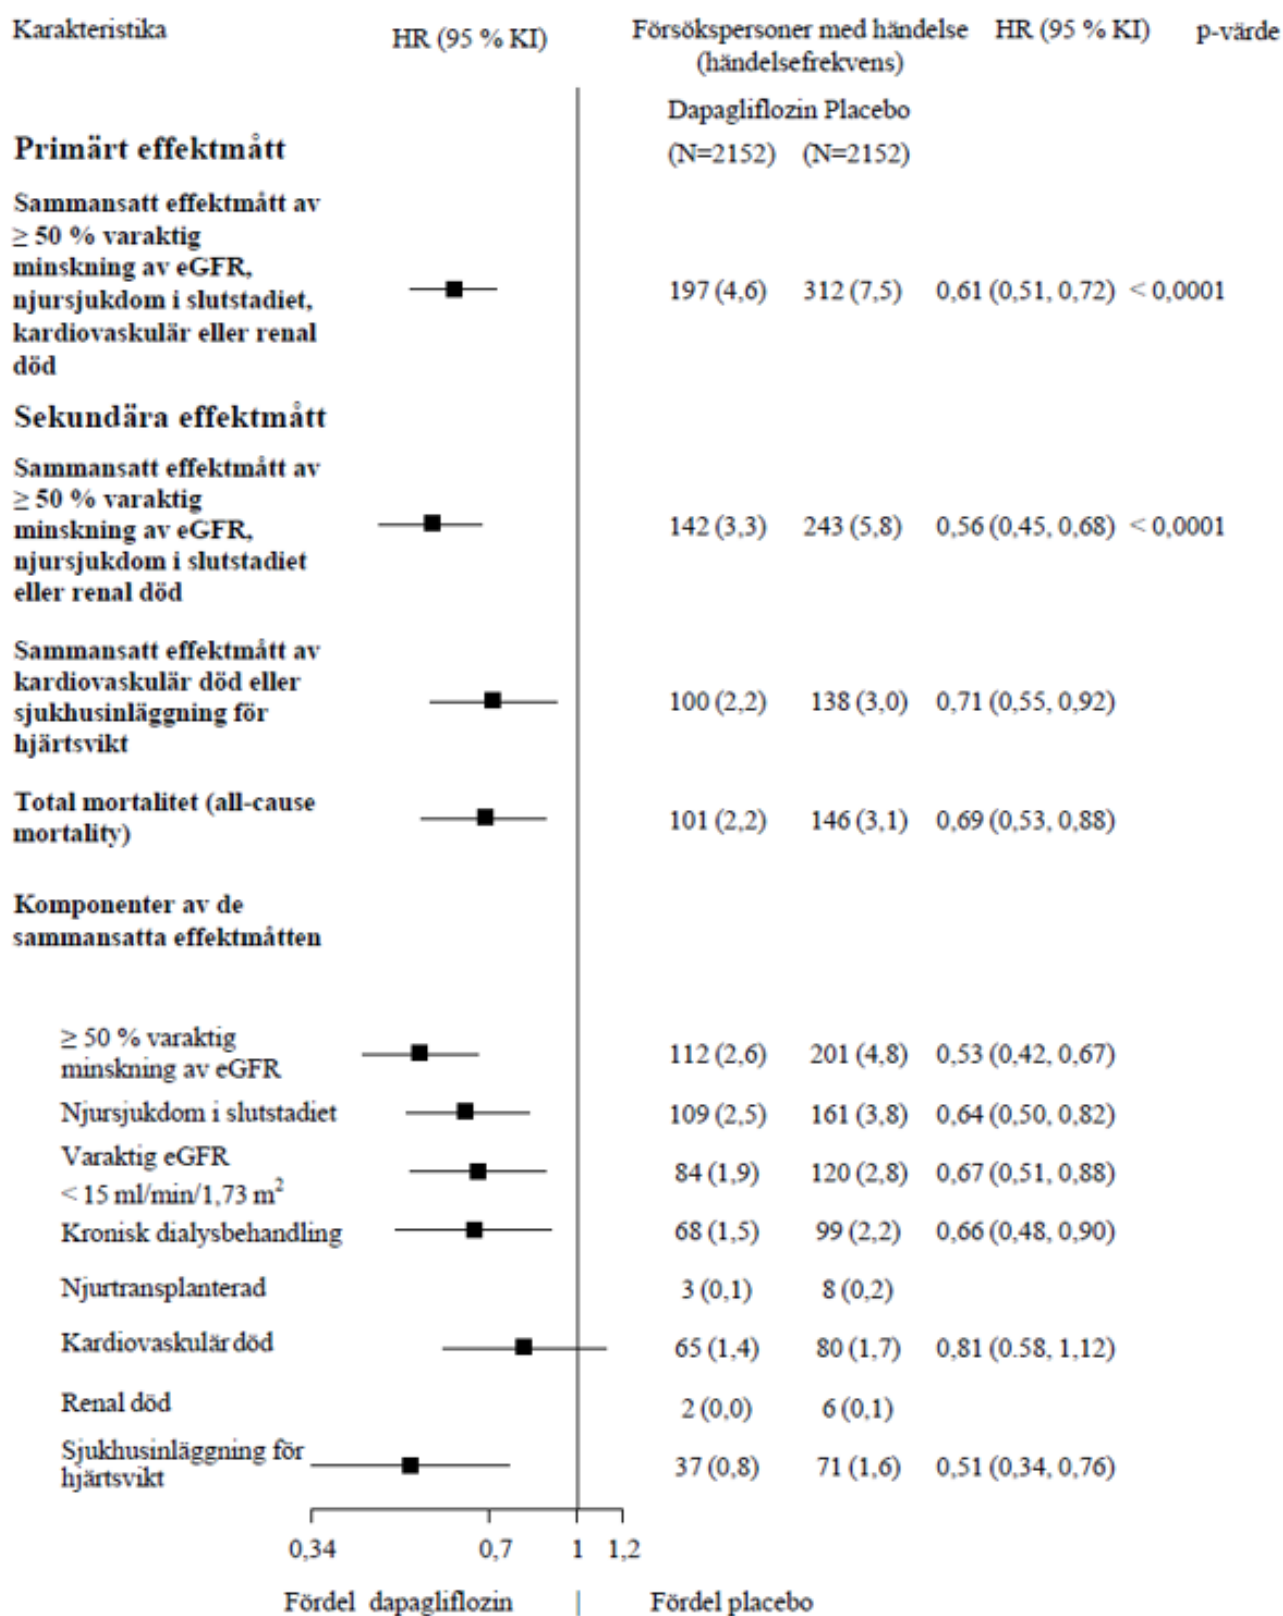 Karakteristika HR (95 % KI) Försökspersoner med händelse HR (95 % KI) p-värde
(händelsefrekvens)
Dapagliflozin Placebo
Primärt effektmått (N=2152) (N=2152)
Sammansatt effektmått av
≥ 50 % varaktig
minskning av eGFR,
njursjukdom i slutstadiet, 197 (4,6) 312 (7,5) 0,61 (0,51, 0,72) < 0,0001
kardiovaskulär eller renal
död
Sekundära effektmått
Sammansatt effektmått av
≥ 50 % varaktig
minskning av eGFR, 142 (3,3) 243 (5,8) 0,56 (0,45, 0,68) < 0,0001
njursjukdom i slutstadiet
eller renal död
Sammansatt effektmått av
kardiovaskulär död eller
sjukhusinläggning för 100 (2,2) 138 (3,0) 0,71 (0,55, 0,92)
hjärtsvikt
Total mortalitet (all-cause
mortality) 101 (2,2) 146 (3,1) 0,69 (0,53, 0,88)
Komponenter av de
sammansatta effektmåtten
≥ 50 % varaktig
minskning av eGFR 112 (2,6) 201 (4,8) 0,53 (0,42, 0,67)
Njursjukdom i slutstadiet 109 (2,5) 161 (3,8) 0,64 (0,50, 0,82)
Varaktig eGFR
< 15 ml/min/1,73 m² 84 (1,9) 120 (2,8) 0,67 (0,51, 0,88)
Kronisk dialysbehandling 68 (1,5) 99 (2,2) 0,66 (0,48, 0,90)
Njurtransplanterad 3 (0,1) 8 (0,2)
Kardiovaskulär död 65 (1,4) 80 (1,7) 0,81 (0.58, 1,12)
Renal död 2 (0,0) 6 (0,1)
Sjukhusinläggning för
hjärtsvikt 37 (0,8) 71 (1,6) 0,51 (0,34, 0,76)
0,34 0,7 1 1,2
Fördel dapagliflozin | Fördel placebo